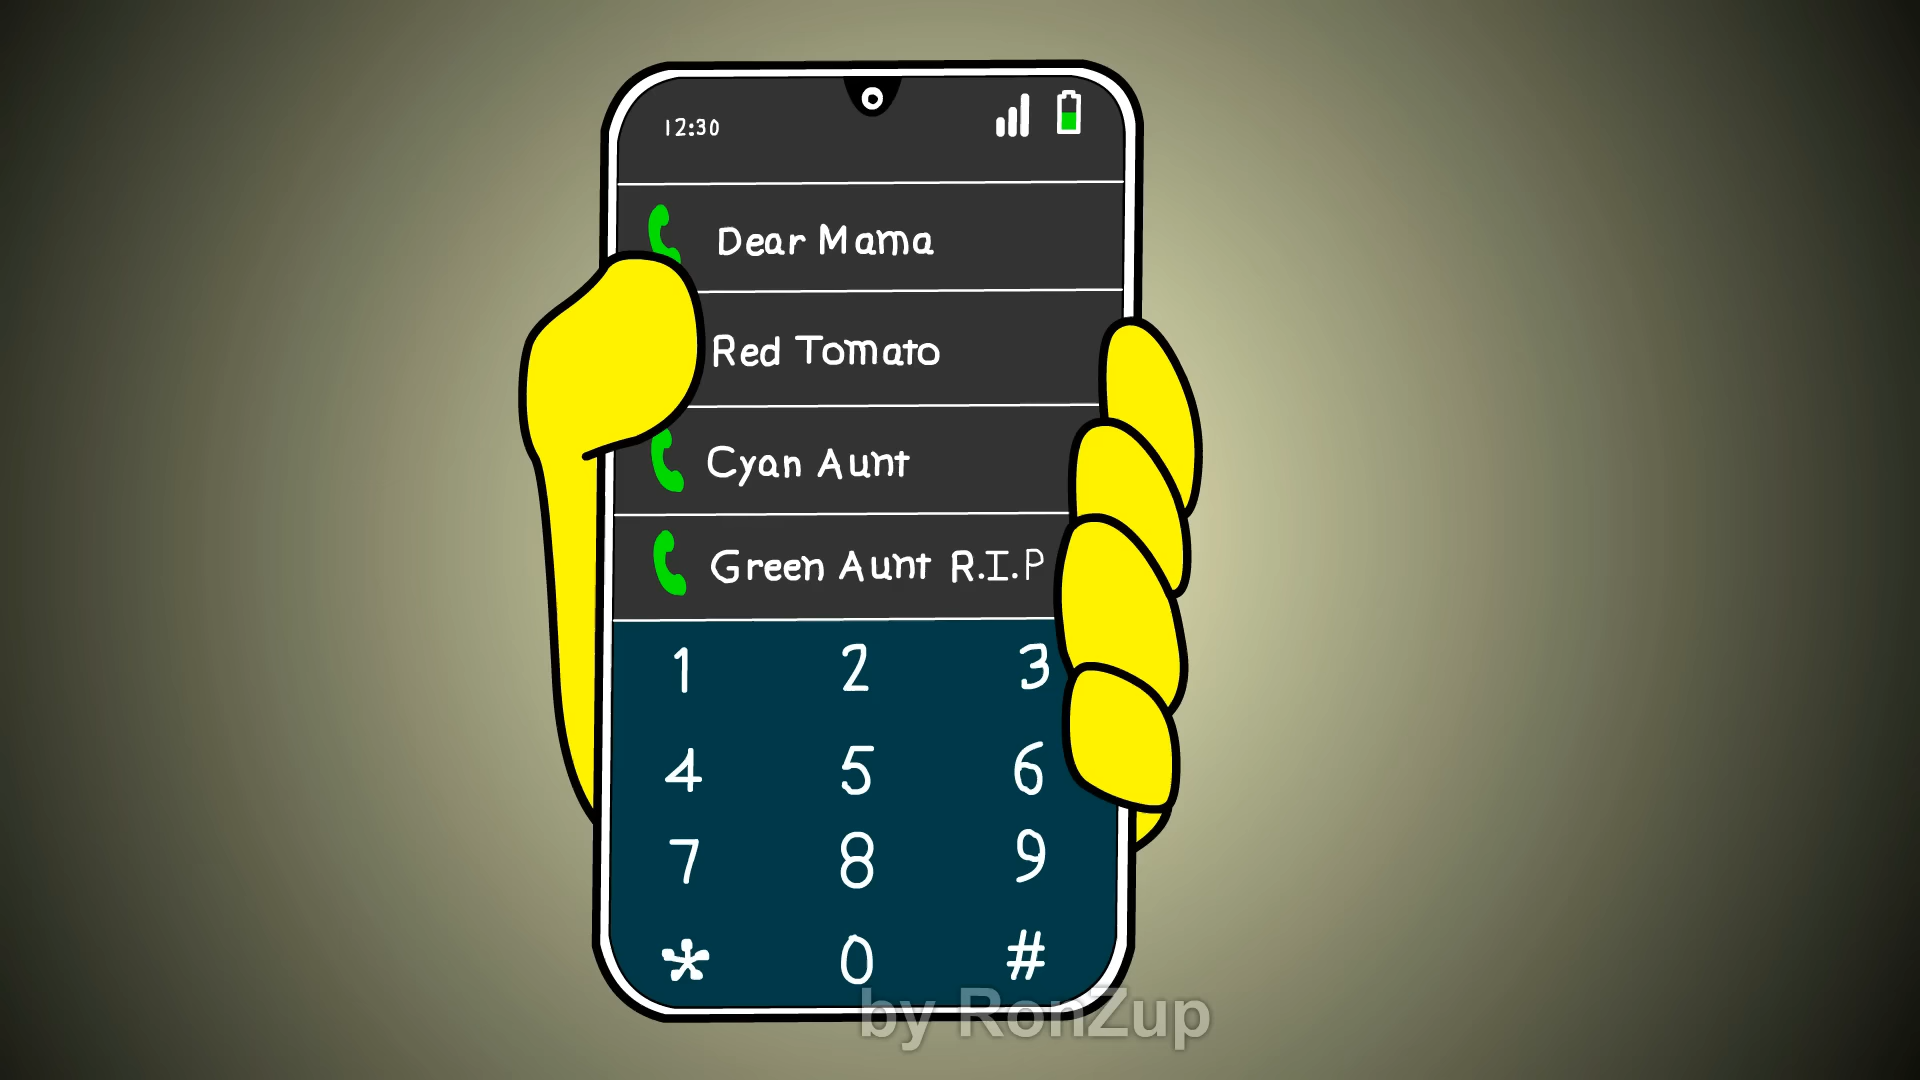 12:30
Dear Mama
Red Tomato
Cyan Aunt
Green Aunt R.I.P
1 2 3
4 5 6
7 8 9
* 0 #
by RonZup